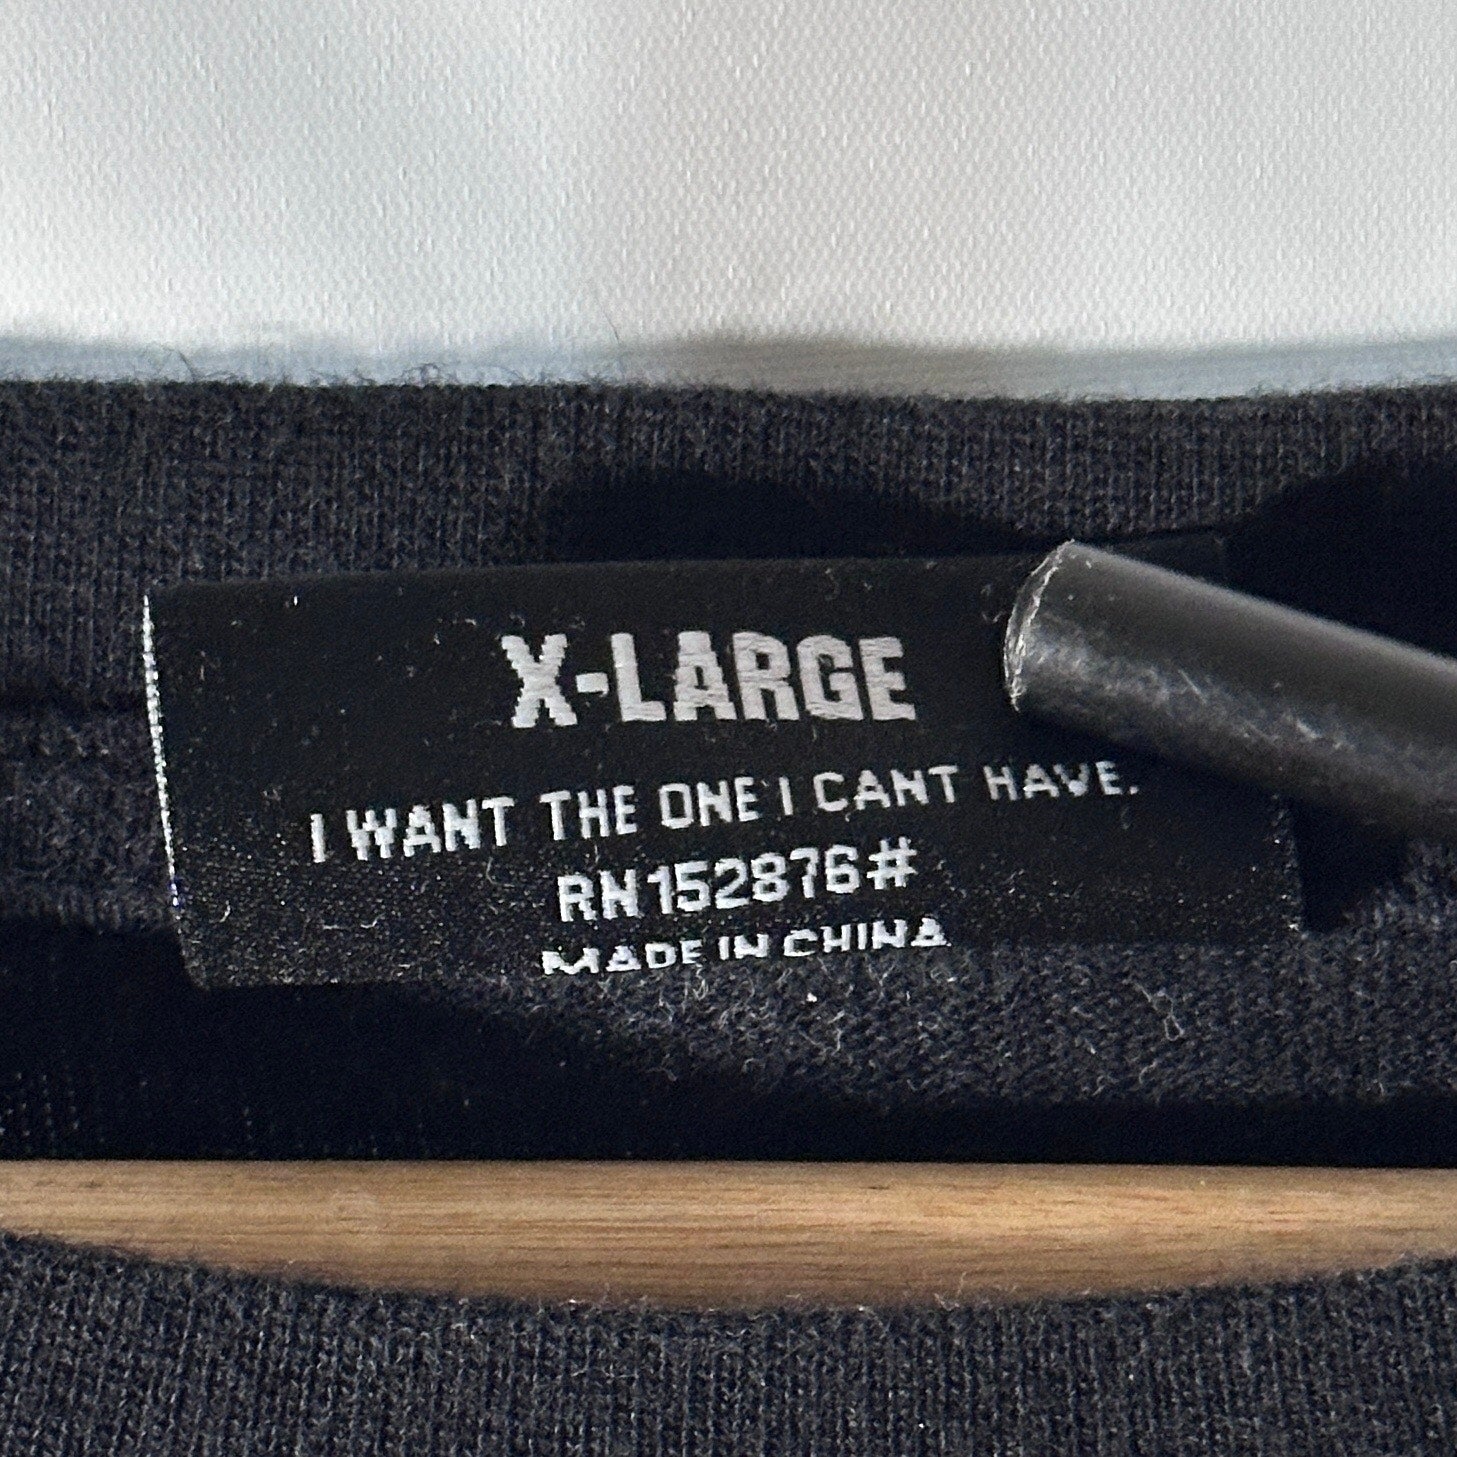 X-LARGE
I WANT THE ONE I CANT HAVE.
RN152876#
MADE IN CHINA